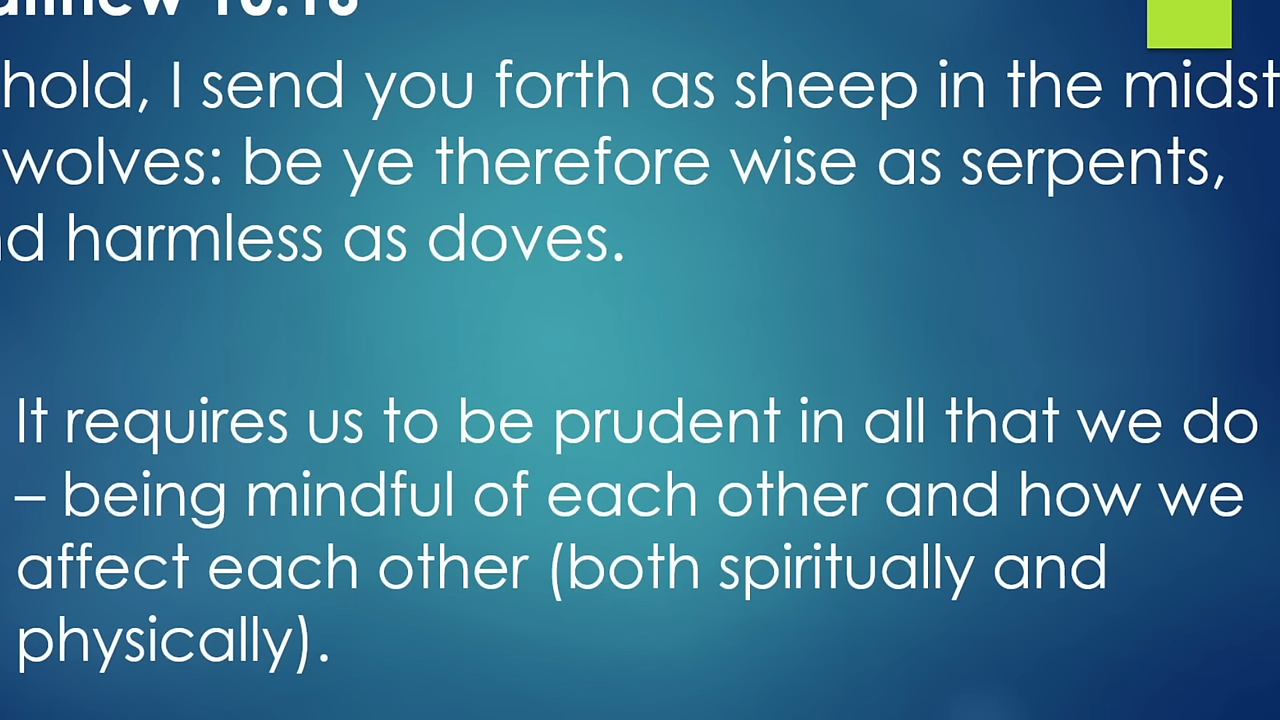 hold, I send you forth as sheep in the midst
wolves: be ye therefore wise as serpents,
harmless as doves.
It requires us to be prudent in all that we do
– being mindful of each other and how we
affect each other (both spiritually and
physically).